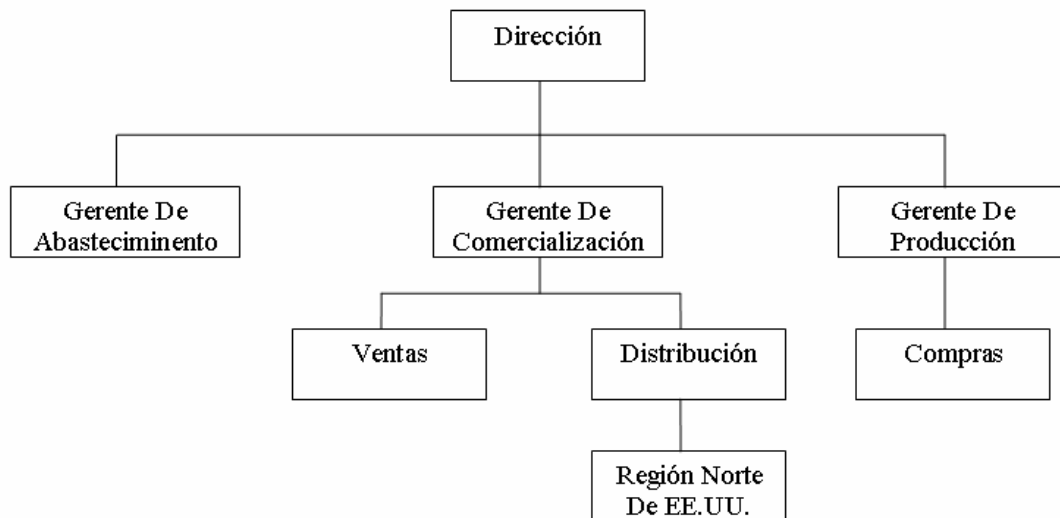 Dirección
Gerente De
Abasteciminento
Gerente De
Comercialización
Gerente De
Producción
Ventas
Distribución
Compras
Región Norte
De EE.UU.